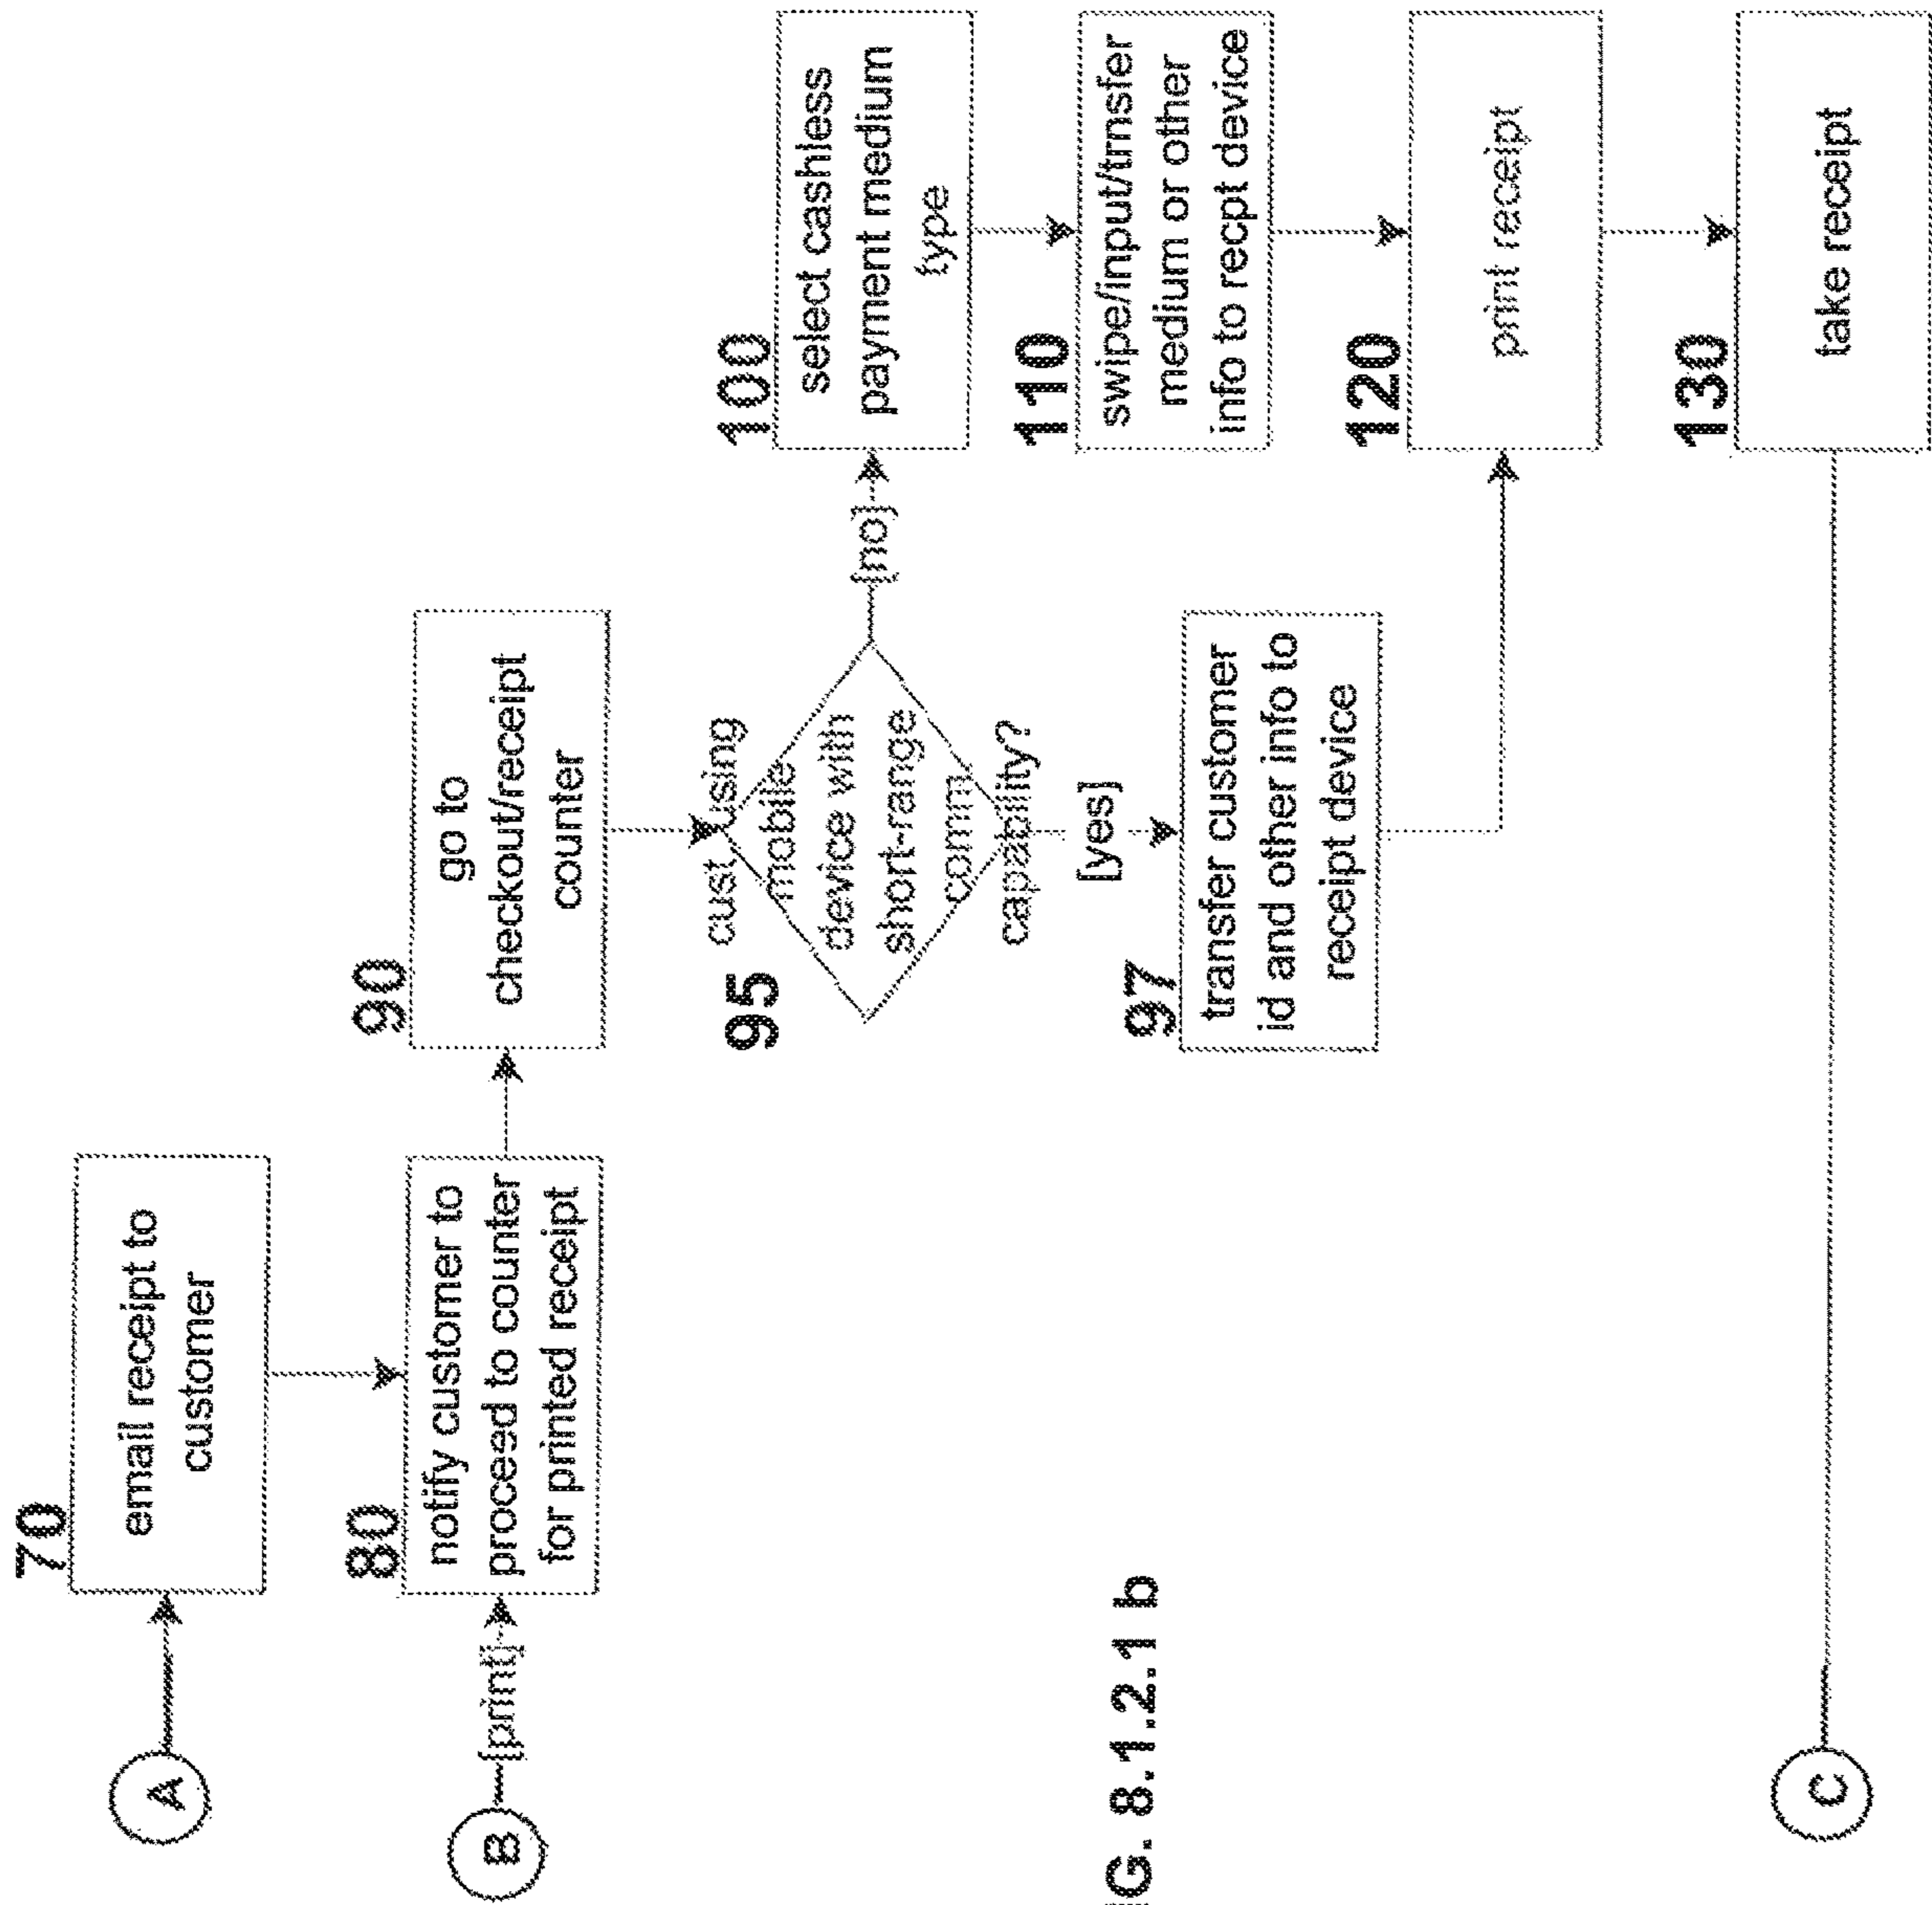 A
70
email receipt to
customer
B
[print]
80
notify customer to
proceed to counter
for printed receipt
90
go to
checkout/receipt
counter
95
cust using
mobile
device with
short-range
comm.
capability?
[no]
[yes]
97
transfer customer
id and other info to
receipt device
100
select cashless
payment medium
type
110
swipe/input/trnsfer
medium or other
info to recpt device
120
print receipt
130
take receipt
C
G. 8.1.2.1 b